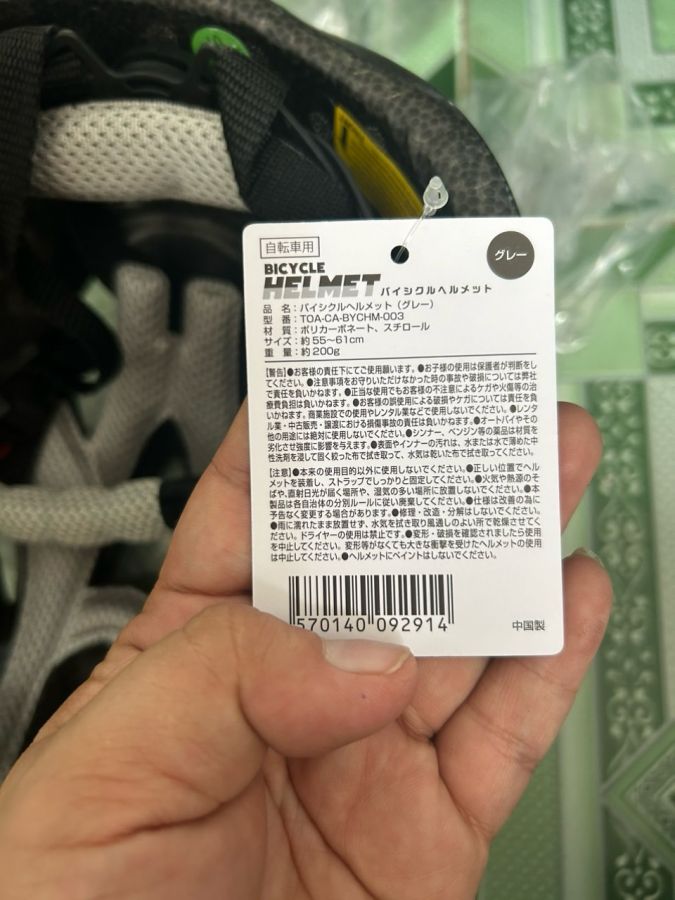 自転車用
グレー
BICYCLE
HELMET バイシクルヘルメット
品 名：バイシクルヘルメット（グレー）
型 番：TOA-CA-BYCHM-003
材 質：ポリカーボネート、スチロール
サイズ：約55〜61cm
重 量：約200g
【警告】●お客様の責任下にてご使用願います。●お子様の使用は保護者が判断をし
てください。●注意事項をお守りいただけなかった時の事故や破損については弊社
で責任を負いかねます。●正当な使用でもお客様の不注意によるケガや火傷等の治
療費負担は負いかねます。●お客様の誤使用による破損やケガについては責任を負
いかねます。商業施設での使用やレンタル業などで使用しないでください。●レンタ
ル業・中古販売・譲渡における損傷事故の責任は負いかねます。●オートバイやその
他の用途には絶対に使用しないでください。●シンナー、ベンジン等の薬品は材質を
劣化させ強度に影響を与えます。●表面やインナーの汚れは、水または水で薄めた中
性洗剤を浸して固く絞った布で拭き取って、水気は乾いた布で拭き取ってください。
【注意】●本来の使用目的以外に使用しないでください。●正しい位置でヘル
メットを装着し、ストラップでしっかりと固定してください。●火気や熱源のそ
ばや、直射日光が届く場所や、湿気の多い場所に放置しないでください。●本
製品は各自治体の分別ルールに従い廃棄してください。●仕様は改善の為に
予告なく変更する場合があります。●修理・改造・分解はしないでください。
●雨に濡れたまま放置せず、水気を拭き取り風通しのよい所で乾燥させてく
ださい。ドライヤーの使用は禁止です。●変形・破損を確認されましたら使用
を中止してください。変形等がなくても大きな衝撃を受けたヘルメットの使用
は中止してください。●ヘルメットにペイントはしないでください。
570140 092914
中国製